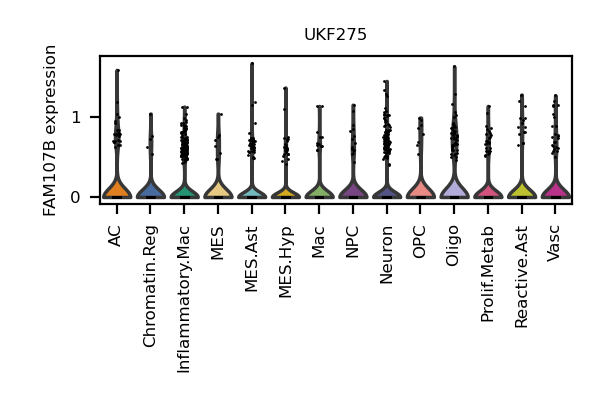 UKF275
FAM107B expression
1
0
AC
Chromatin.Reg
Inflammatory.Mac
MES
MES.Ast
MES.Hyp
Mac
NPC
Neuron
OPC
Oligo
Prolif.Metab
Reactive.Ast
Vasc